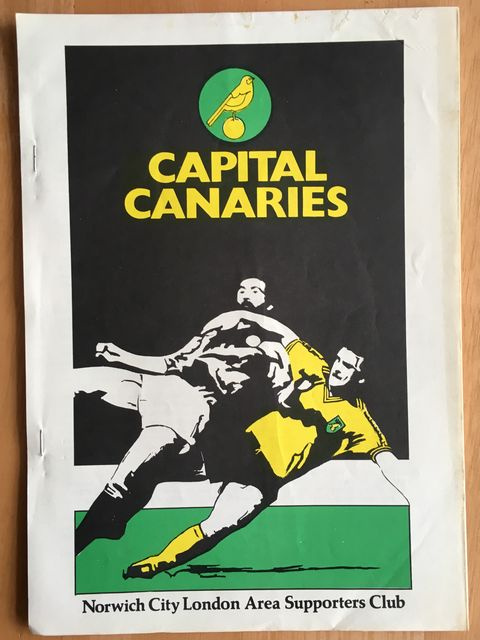 CAPITAL
CANARIES
Norwich City London Area Supporters Club